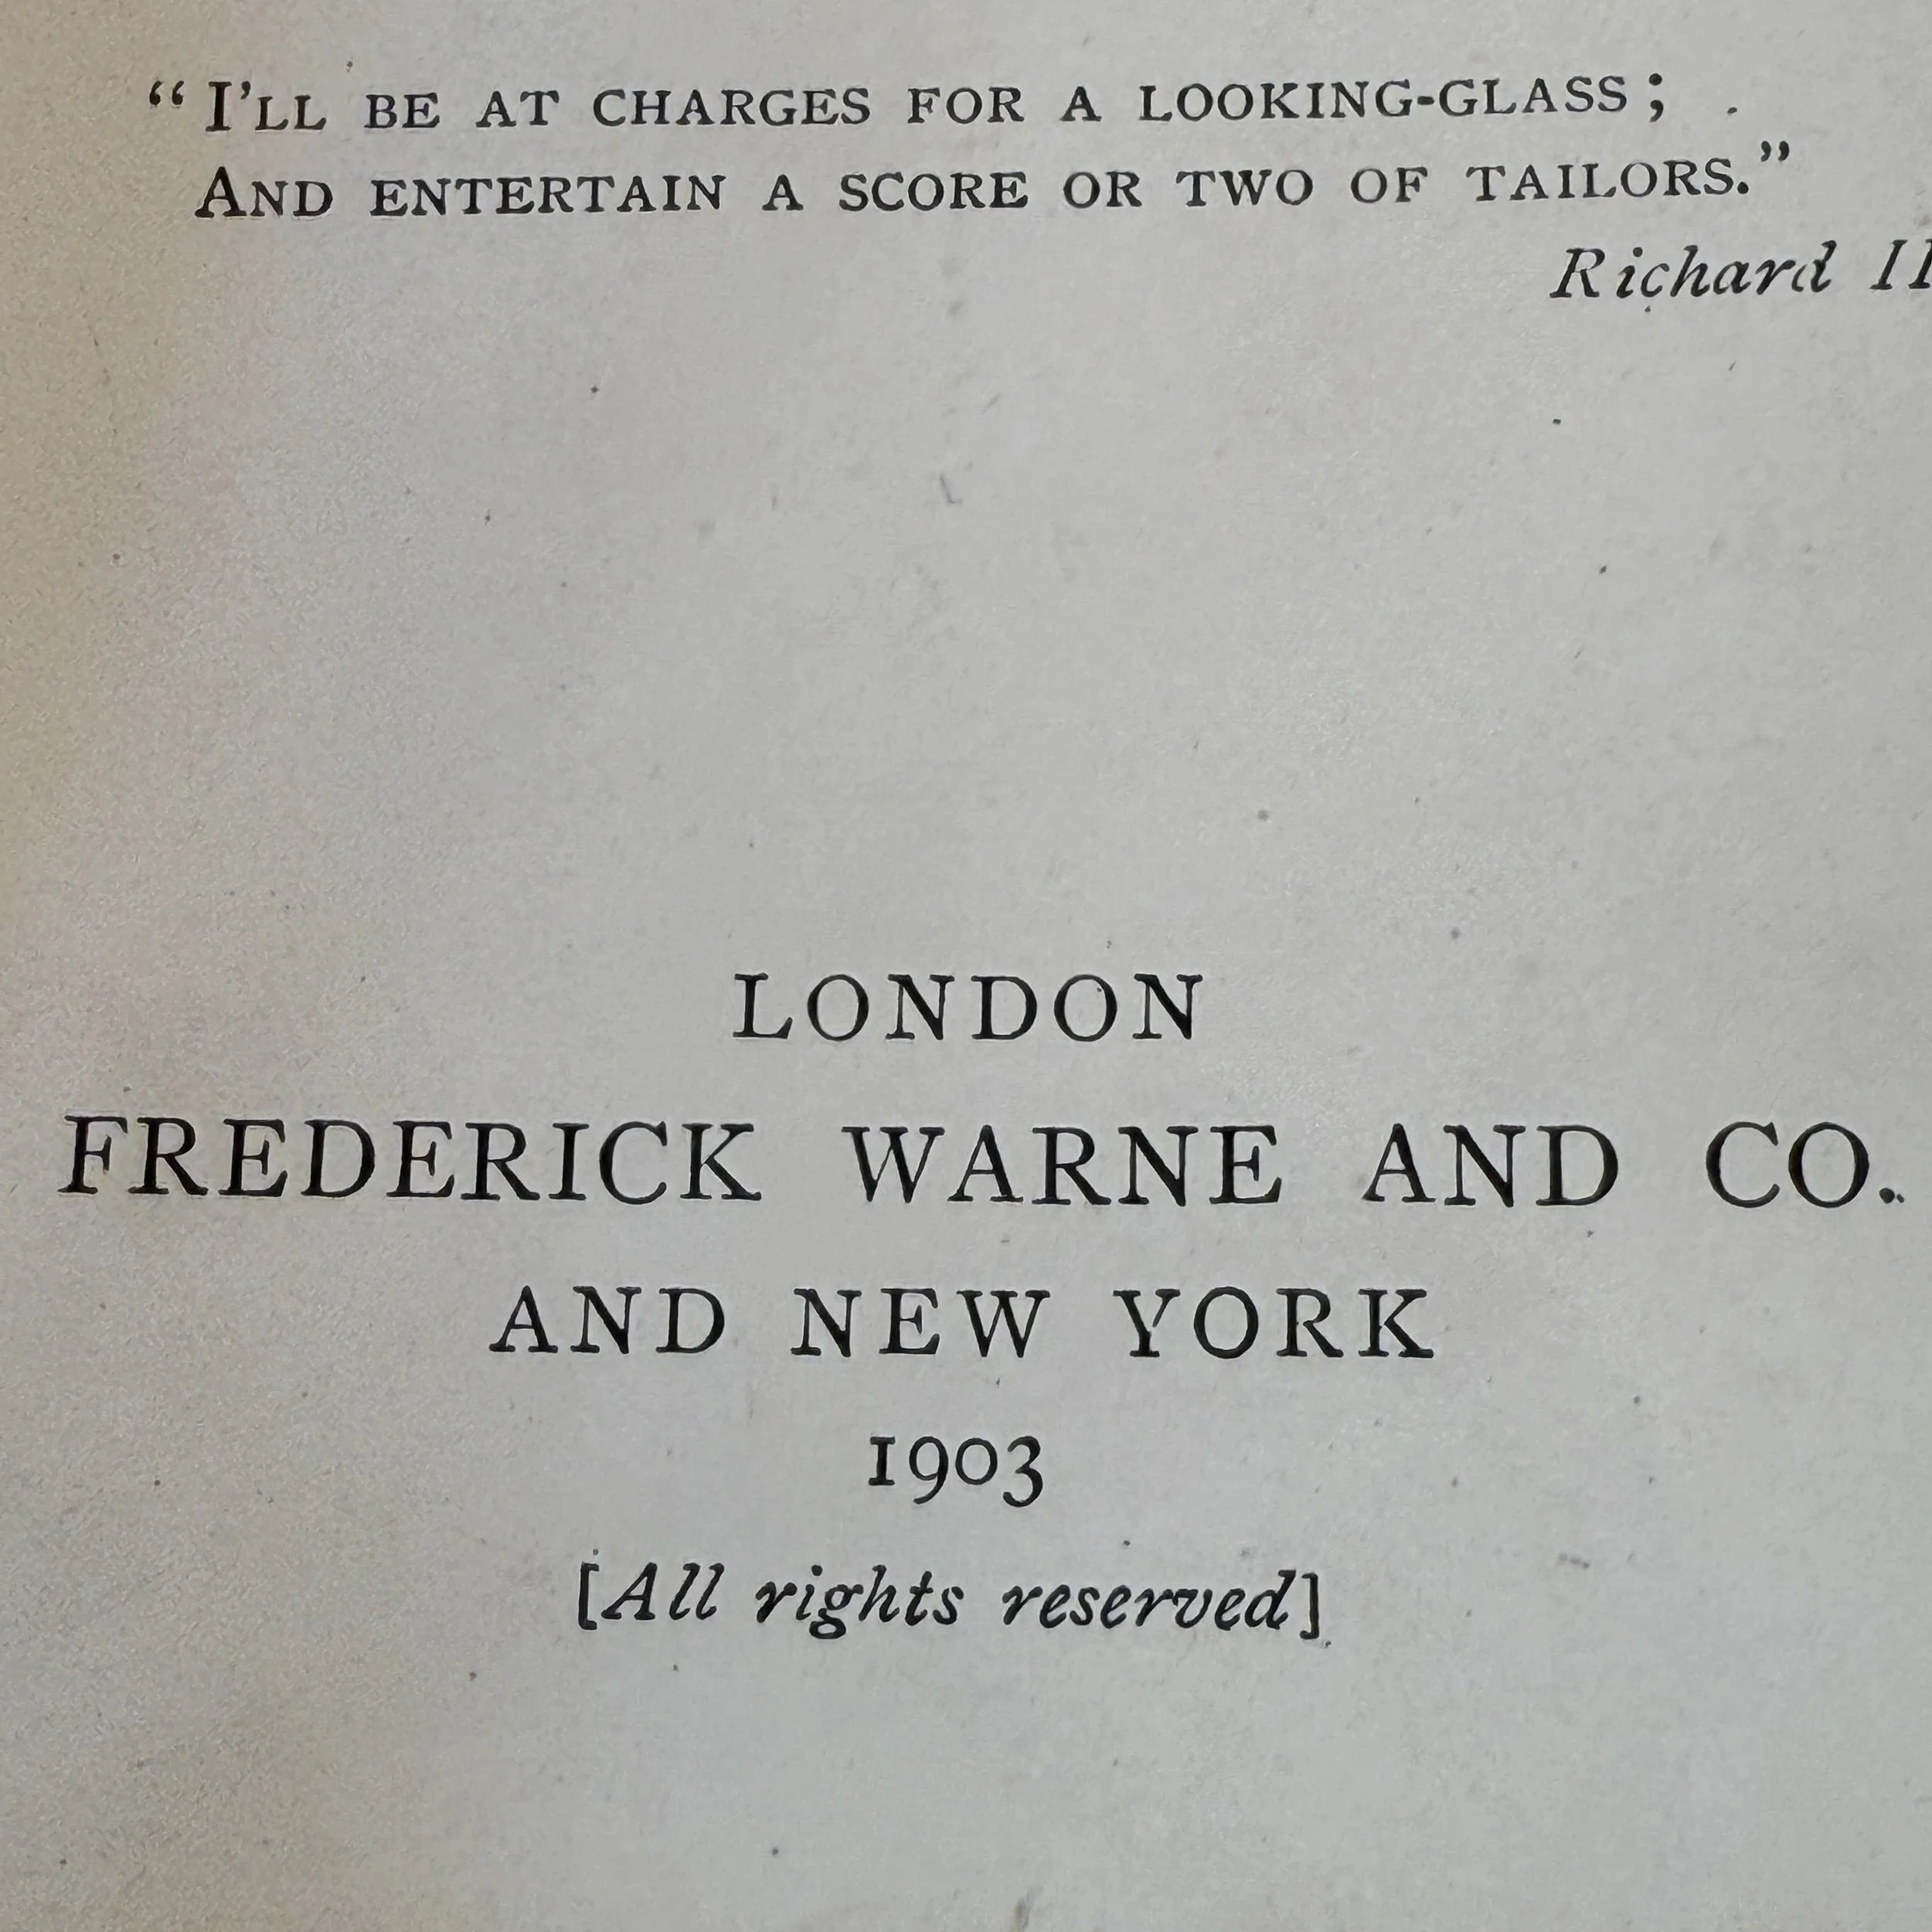 “I’LL BE AT CHARGES FOR A LOOKING-GLASS;
AND ENTERTAIN A SCORE OR TWO OF TAILORS.”
Richard II
LONDON
FREDERICK WARNE AND CO.
AND NEW YORK
1903
[All rights reserved]